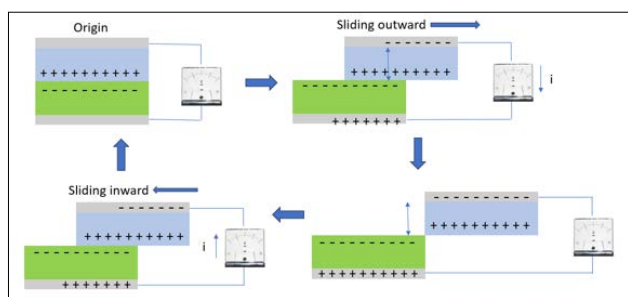 Origin
Sliding outward
- - - - - - - -
+ + + + + + + + + +
- - - - - - - - -
+ + + + + + + + + +
i
- - - - - - - - -
+ + + + + + +
Sliding inward
- - - - - - -
+ + + + + + + + + +
i
- - - - - - - - -
+ + + + + + +
- - - - - - - - -
+ + + + + + + + + +
- - - - - - - - -
+ + + + + + + + + +